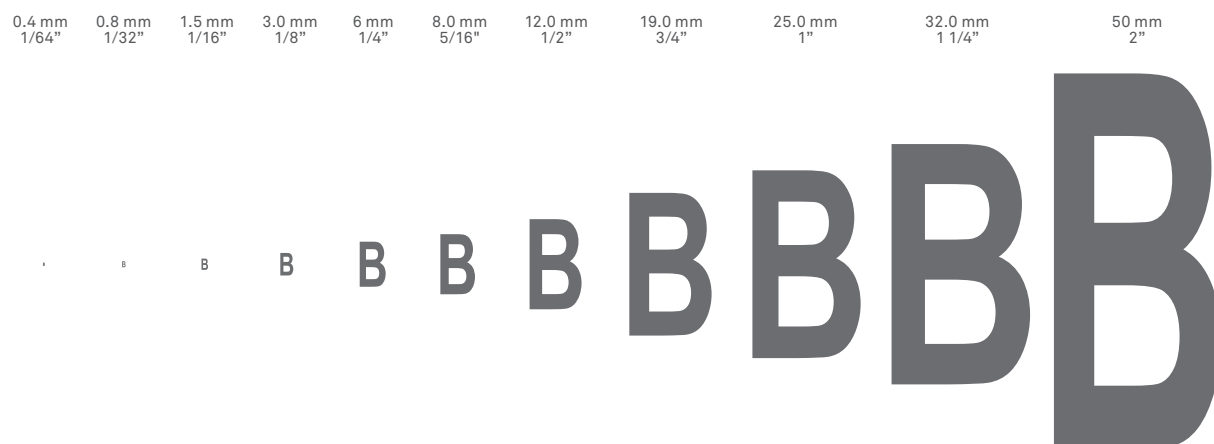 0.4 mm 0.8 mm 1.5 mm 3.0 mm 6 mm 8.0 mm 12.0 mm 19.0 mm 25.0 mm 32.0 mm 50 mm
1/64” 1/32” 1/16” 1/8” 1/4” 5/16" 1/2” 3/4” 1” 1 1/4” 2”
B B B B B B B B B B